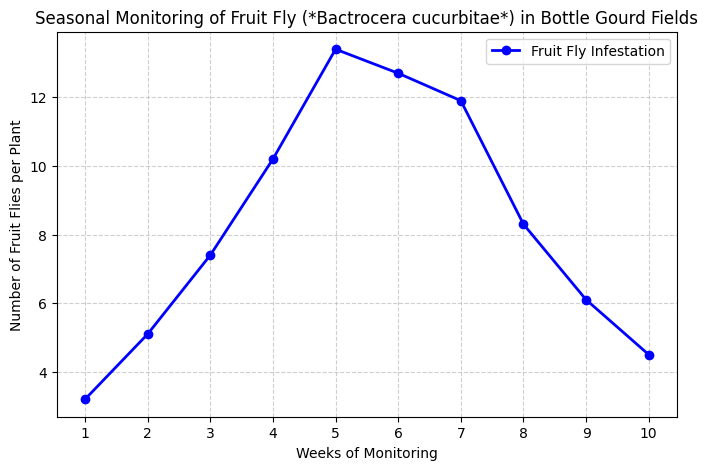 Seasonal Monitoring of Fruit Fly (*Bactrocera cucurbitae*) in Bottle Gourd Fields
Fruit Fly Infestation
Number of Fruit Flies per Plant
12
10
8
6
4
1 2 3 4 5 6 7 8 9 10
Weeks of Monitoring